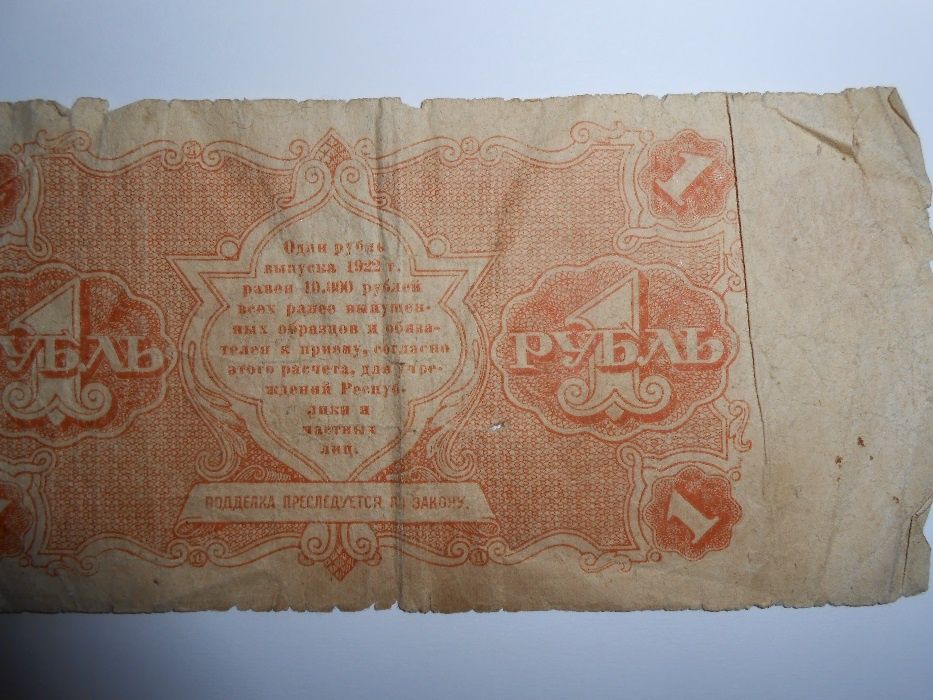 1
Один рубль
выпуска 1922 г.
равен 10.000 рублей
всех ранее выпущен-
ных образцов и обяза-
телен к приему, согласно
этого расчета, для учре-
ждений Респуб-
лики и
частных
лиц.
1
РУБЛЬ
1
РУБЛЬ
ПОДДЕЛКА ПРЕСЛЕДУЕТСЯ ПО ЗАКОНУ.
1